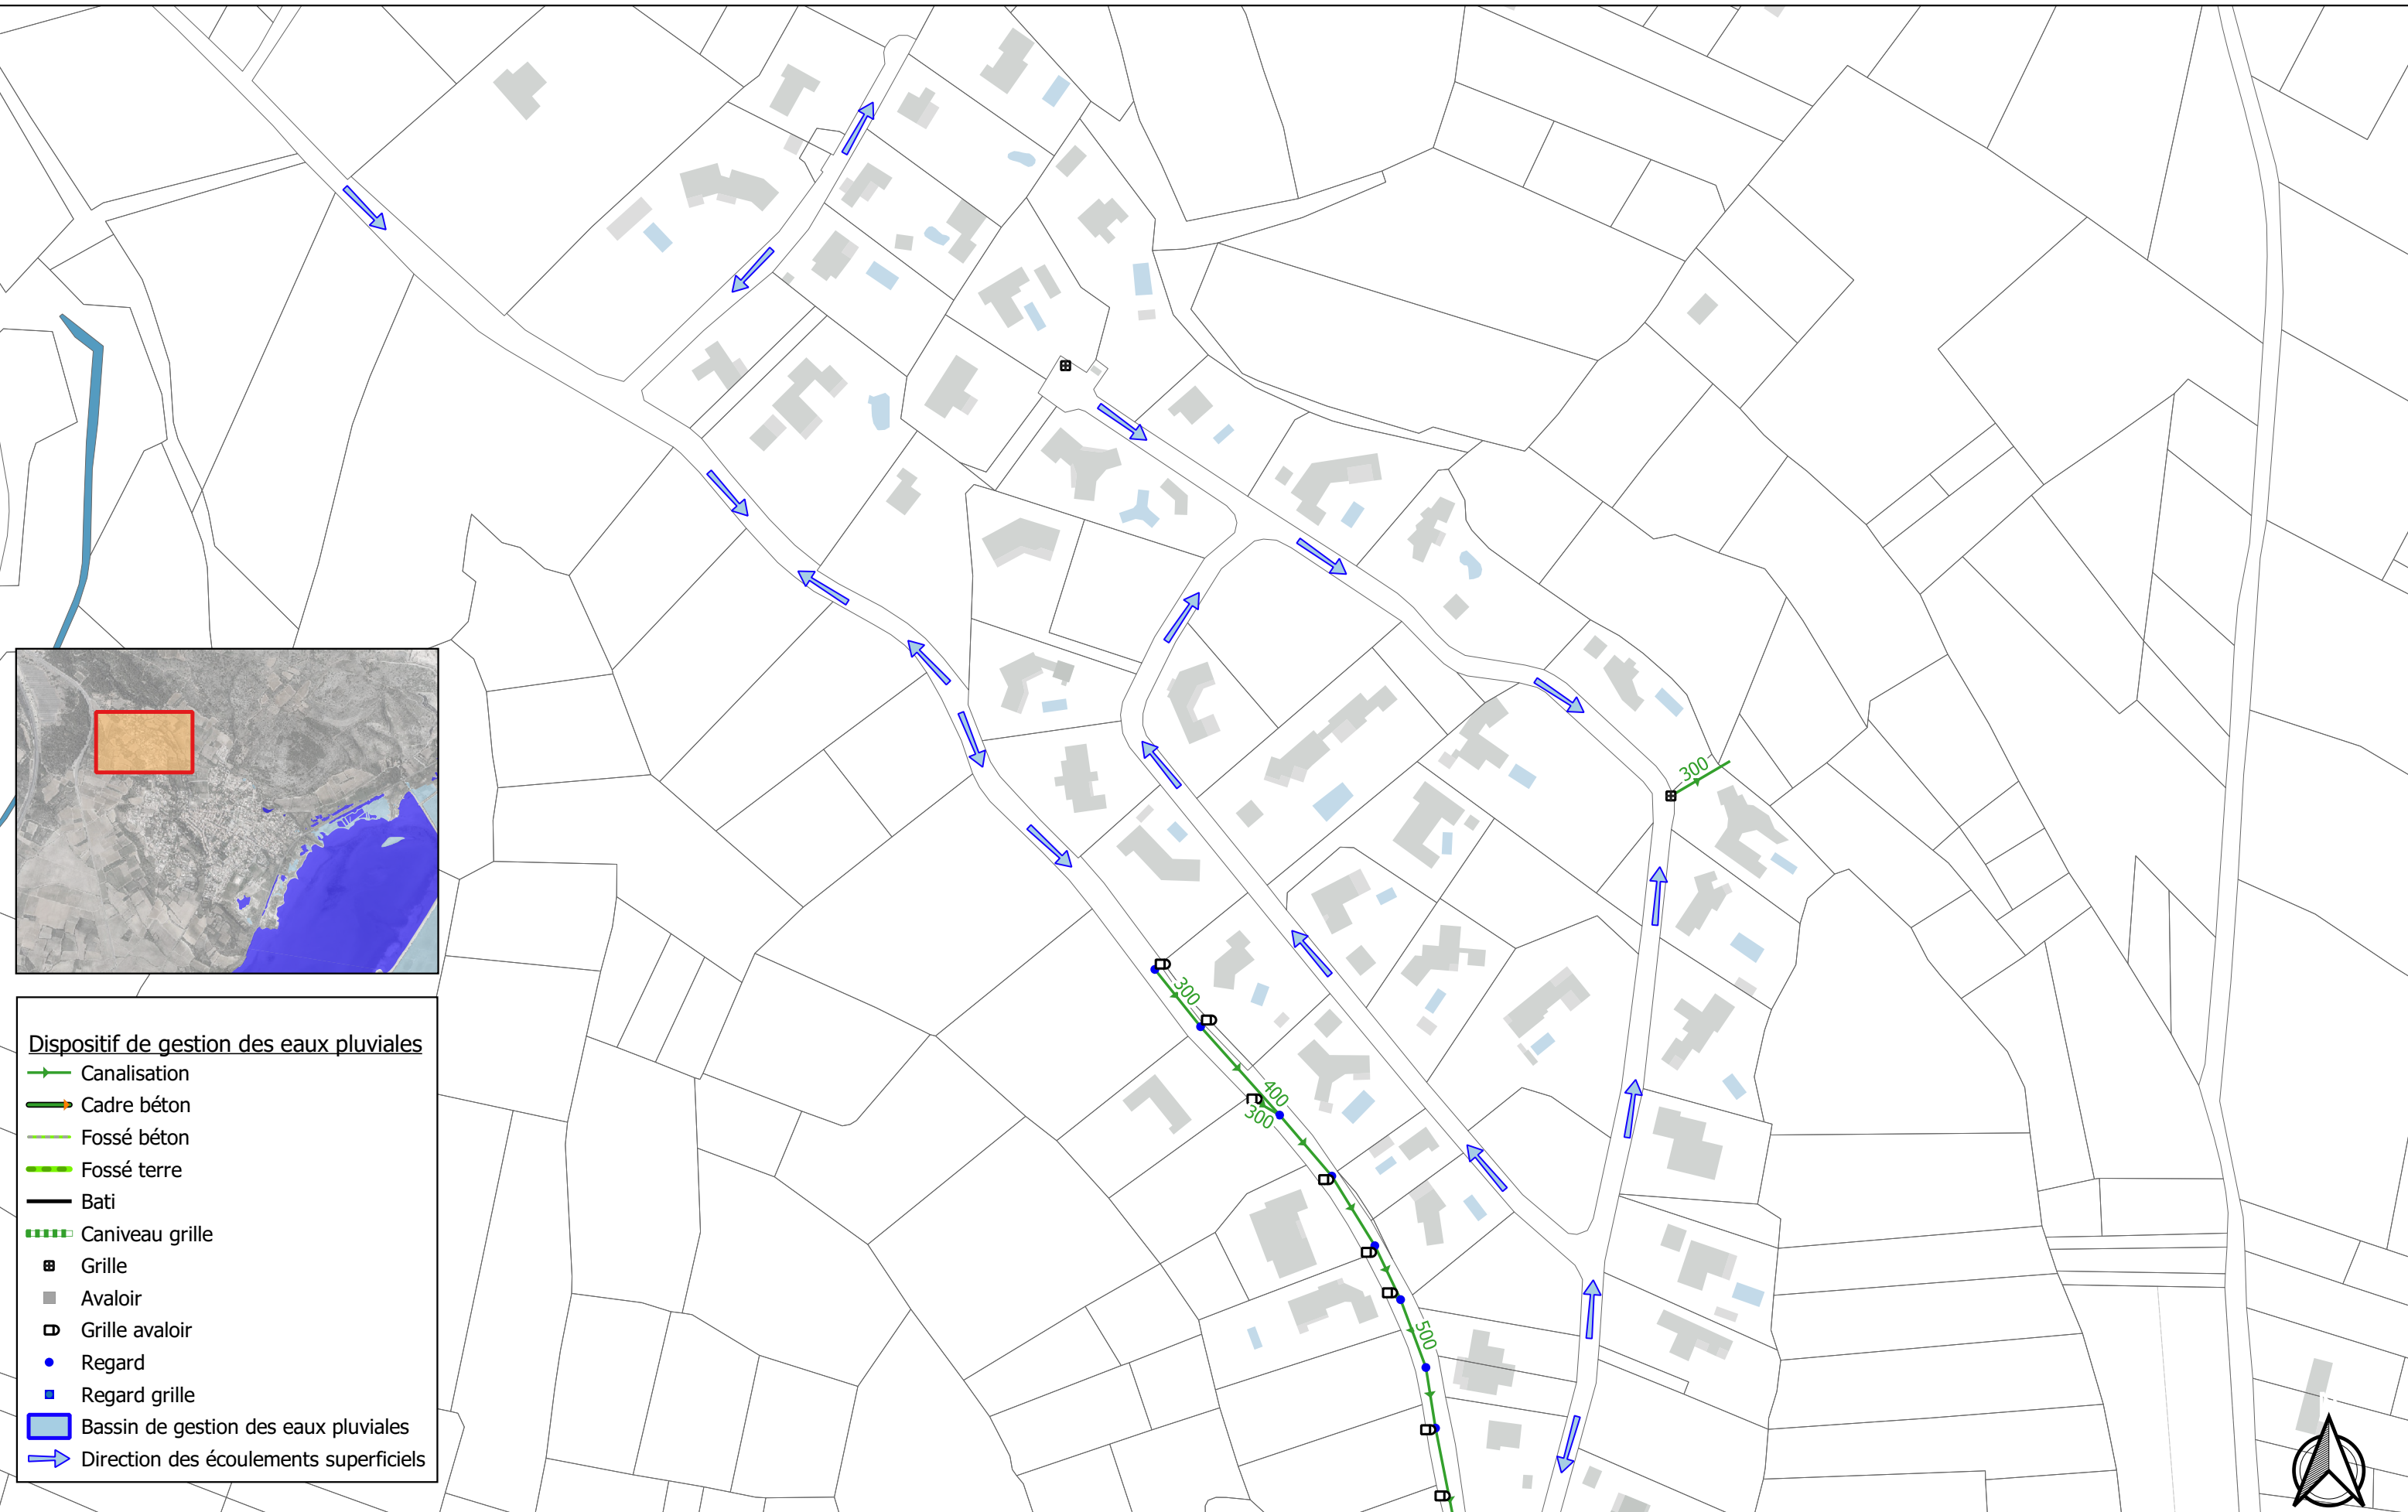 300
300
400
300
500
Dispositif de gestion des eaux pluviales
Canalisation
Cadre béton
Fossé béton
Fossé terre
Bati
Caniveau grille
Grille
Avaloir
Grille avaloir
Regard
Regard grille
Bassin de gestion des eaux pluviales
Direction des écoulements superficiels